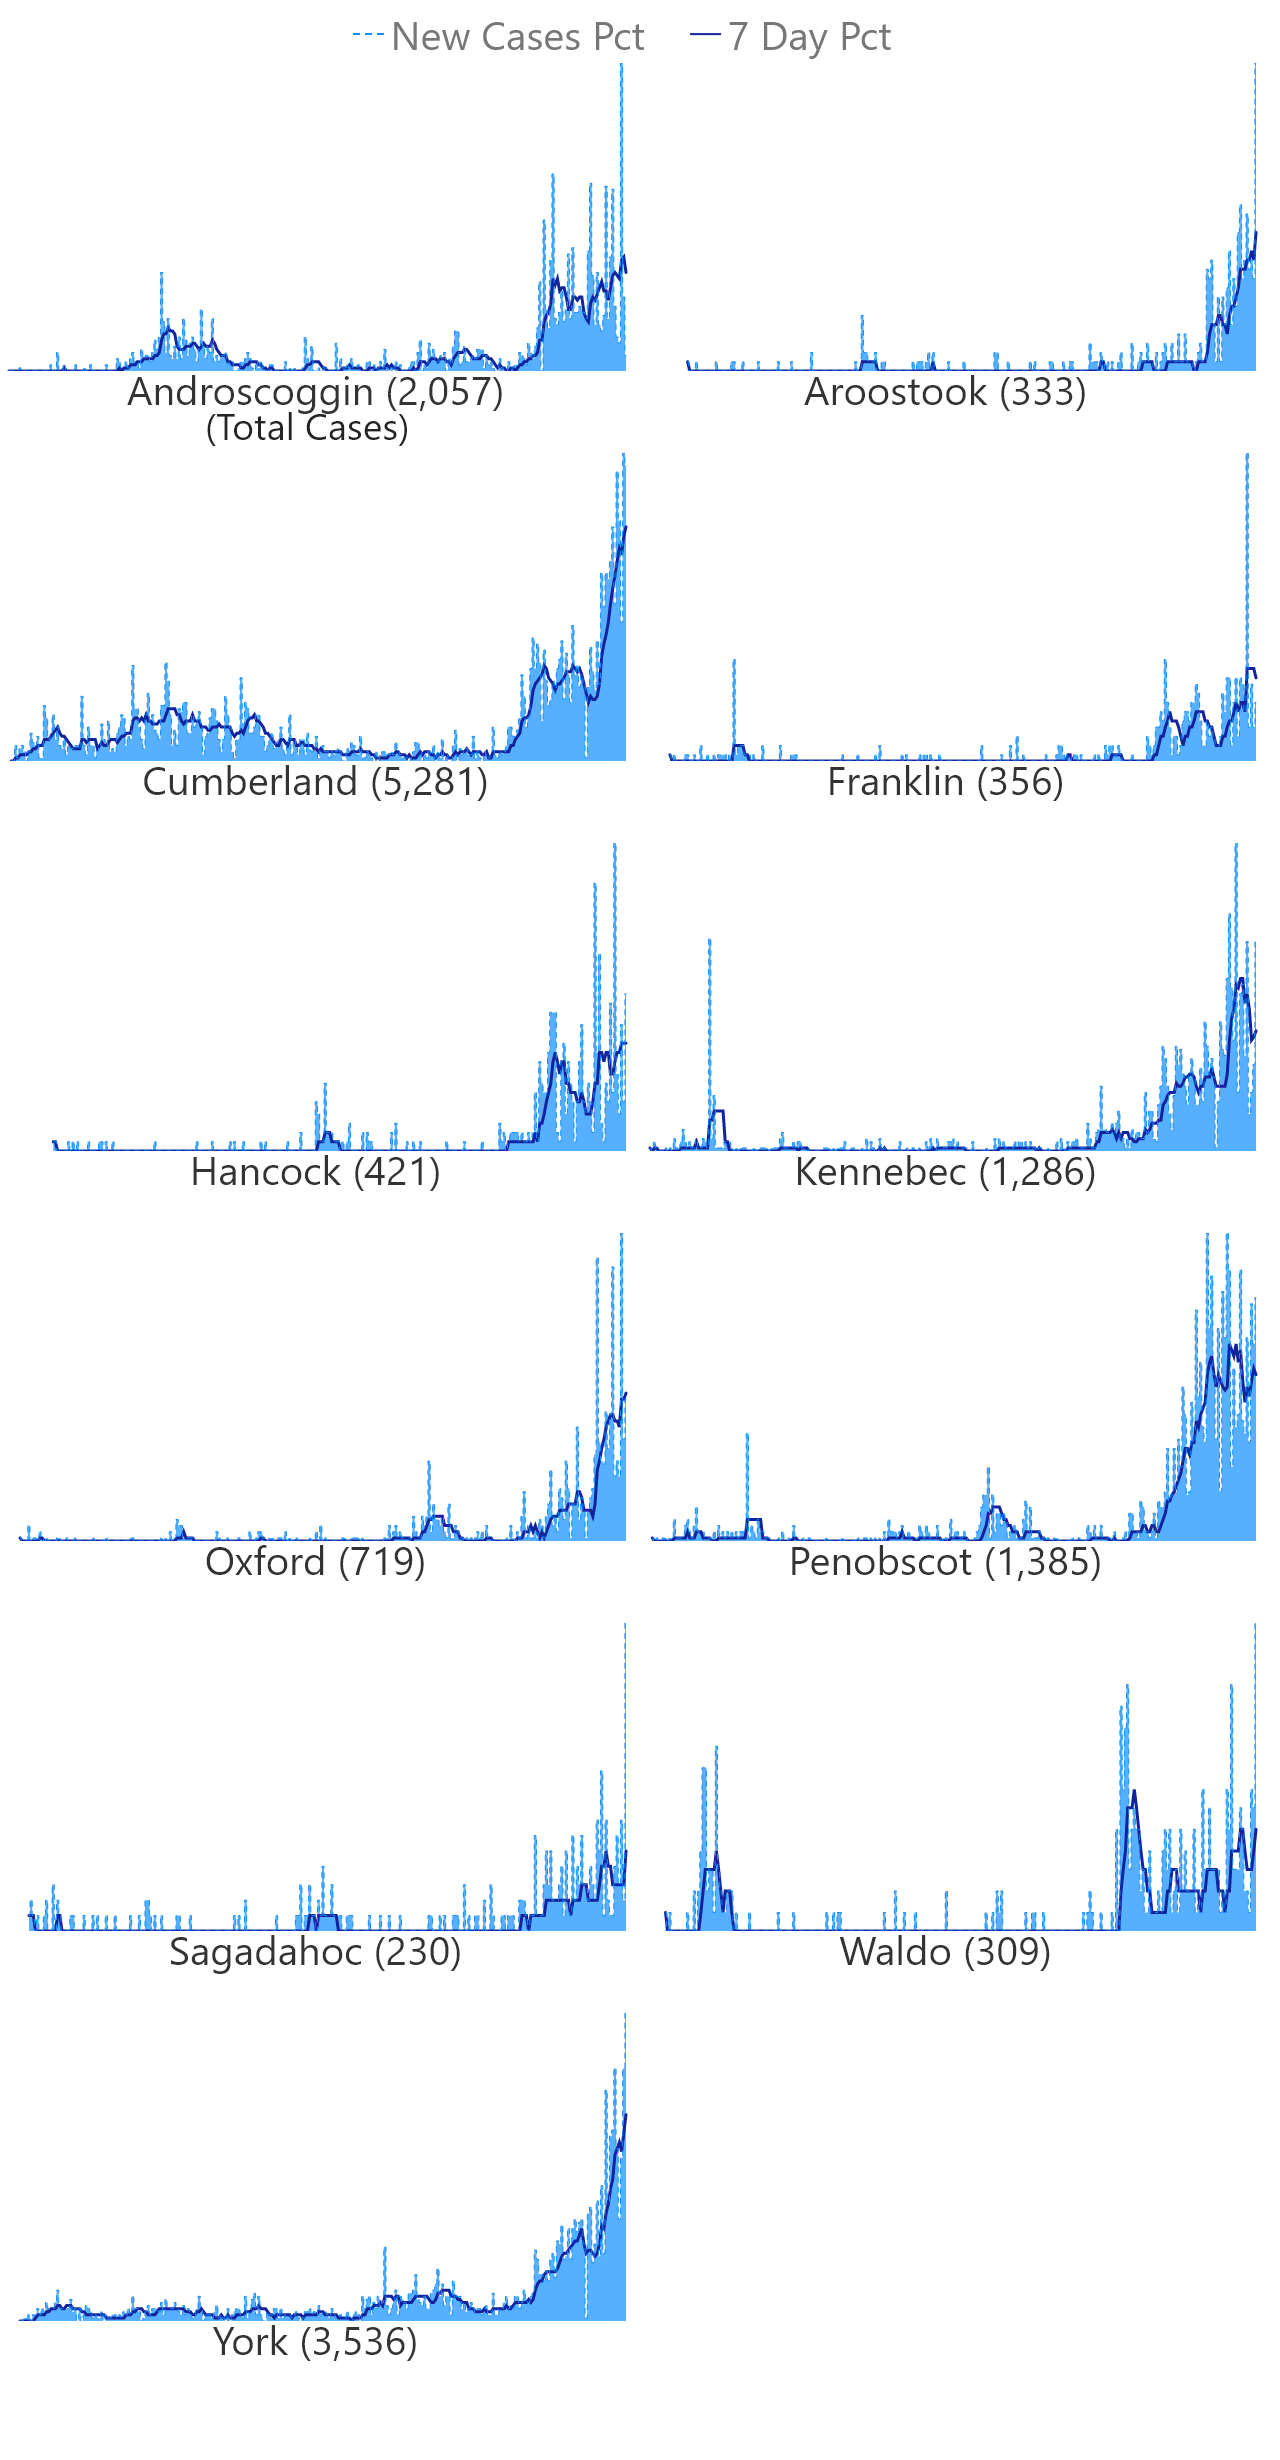 New Cases Pct 7 Day Pct
Androscoggin (2,057) Aroostook (333)
(Total Cases)
Cumberland (5,281) Franklin (356)
Hancock (421) Kennebec (1,286)
Oxford (719) Penobscot (1,385)
Sagadahoc (230) Waldo (309)
York (3,536)